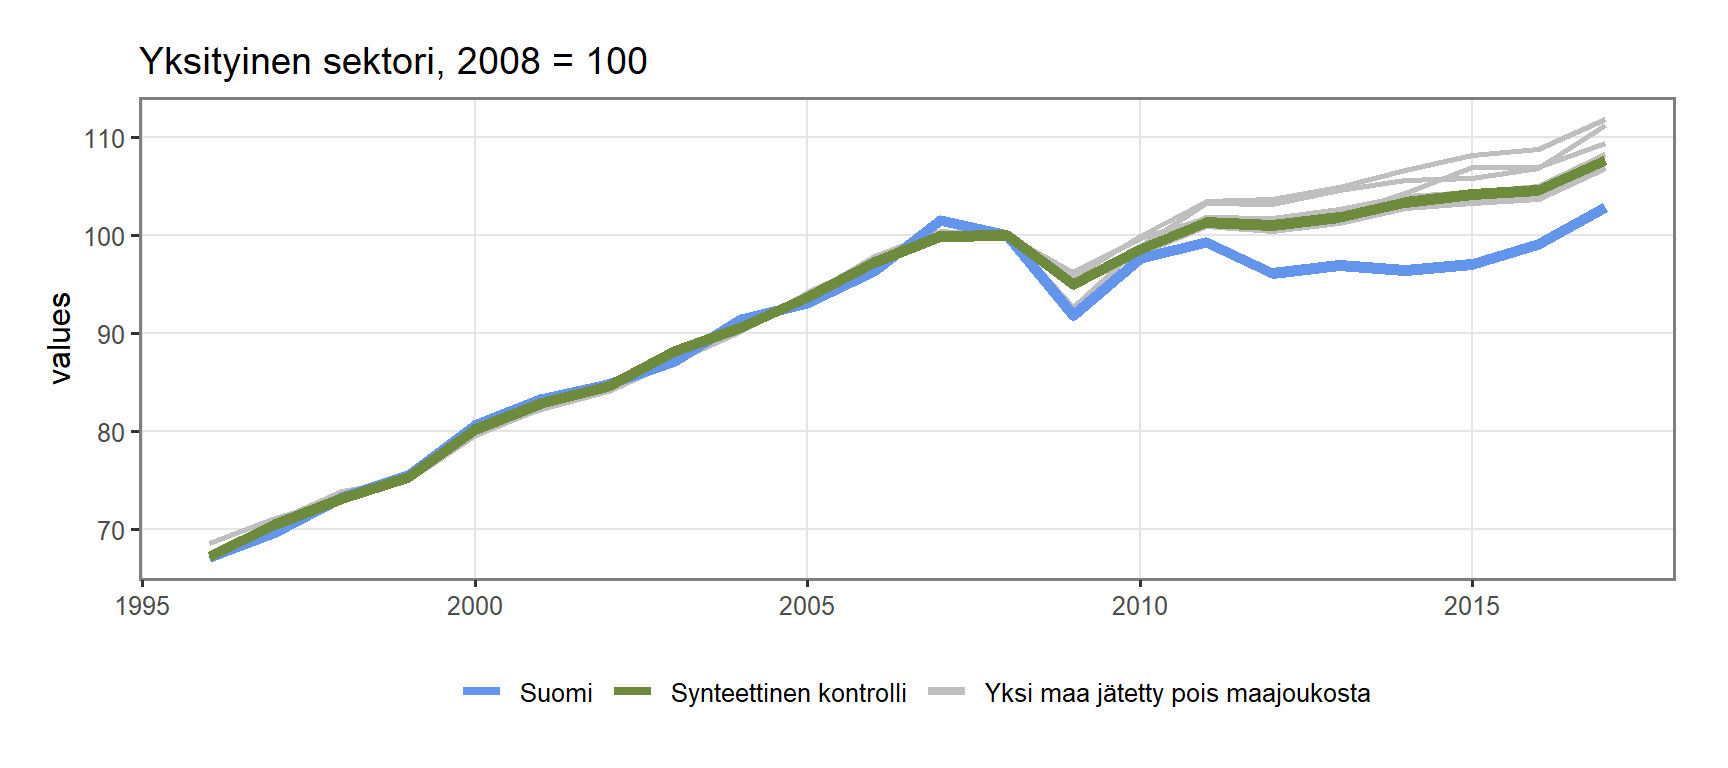 Yksityinen sektori, 2008 = 100
values
110
100
90
80
70
1995 2000 2005 2010 2015
Suomi Synteettinen kontrolli Yksi maa jätetty pois maajoukosta